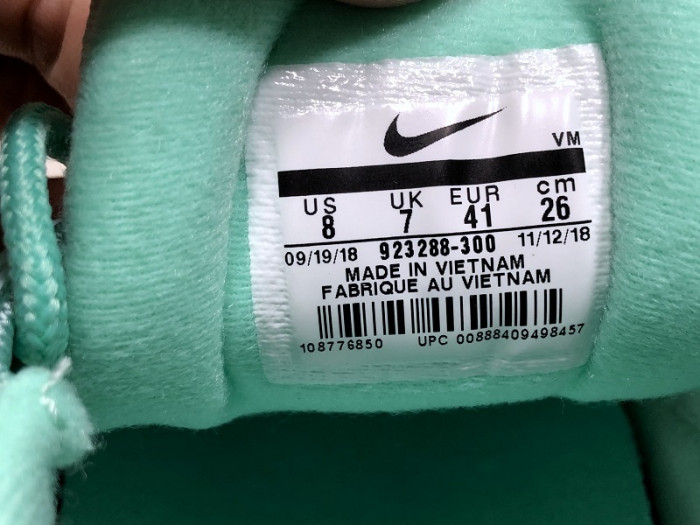 VM
US UK EUR cm
8 7 41 26
09/19/18 923288-300 11/12/18
MADE IN VIETNAM
FABRIQUE AU VIETNAM
108776850 UPC 00888409498457